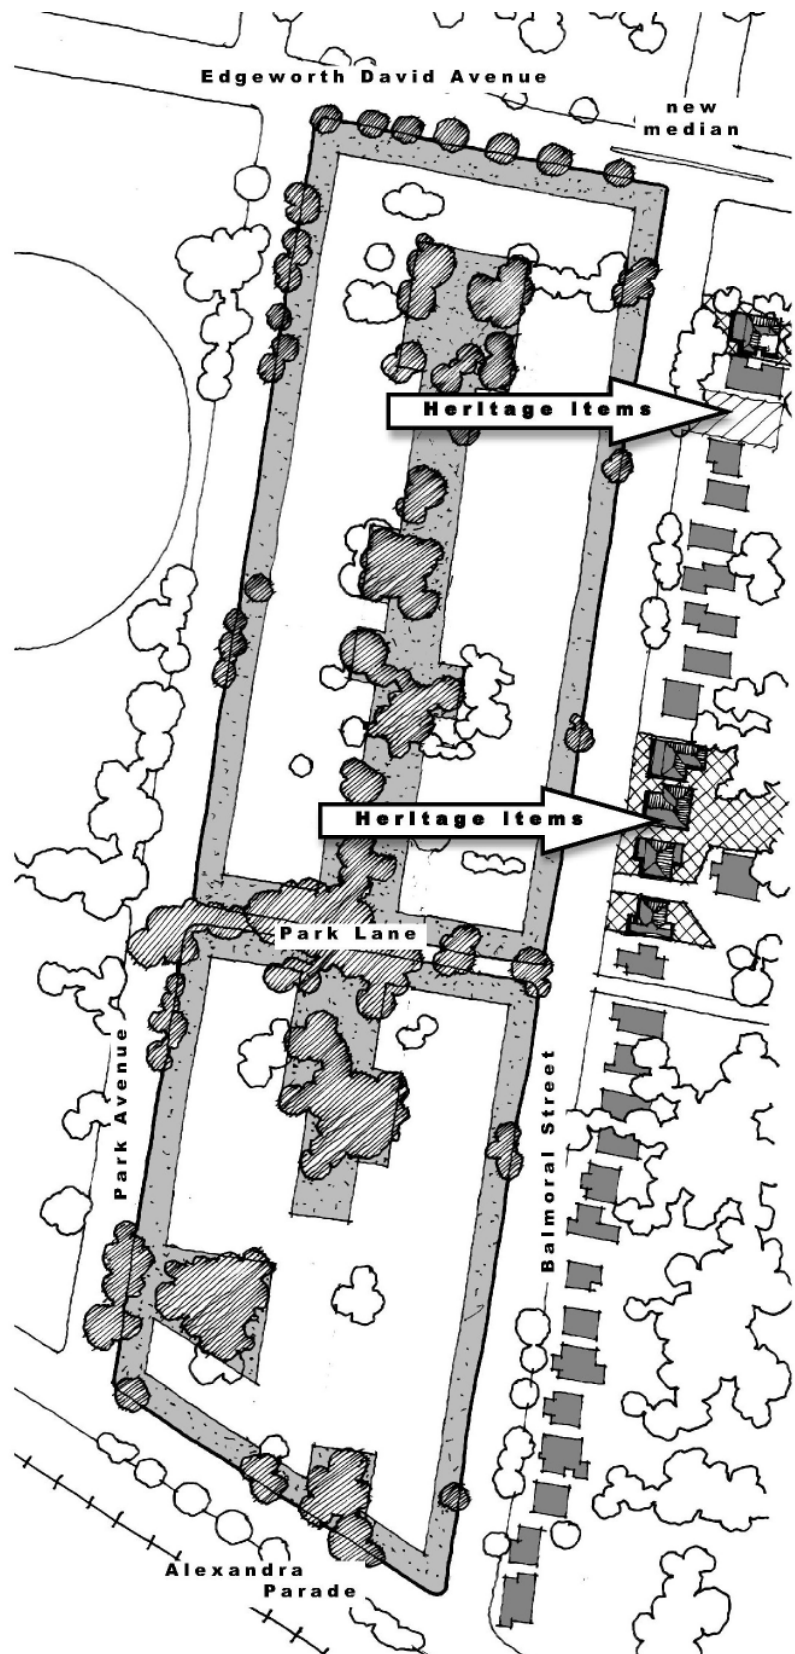 Edgeworth David Avenue
new
median
Heritage Items
Heritage Items
Park Lane
Park Avenue
Balmoral Street
Alexandra
Parade